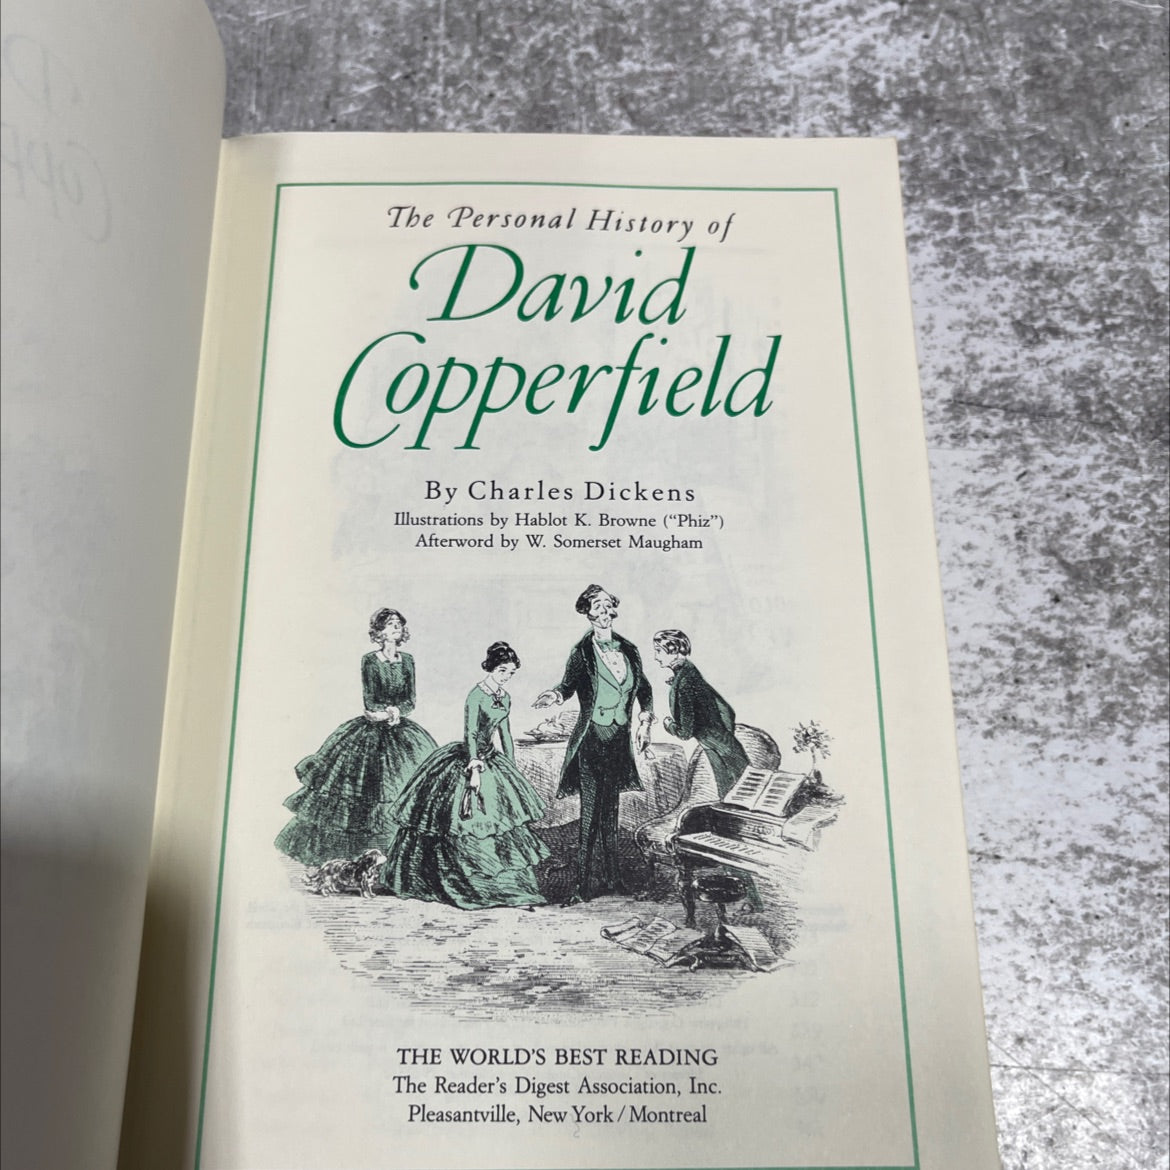 The Personal History of
David
Copperfield
By Charles Dickens
Illustrations by Hablot K. Browne (“Phiz”)
Afterword by W. Somerset Maugham
THE WORLD'S BEST READING
The Reader's Digest Association, Inc.
Pleasantville, New York / Montreal